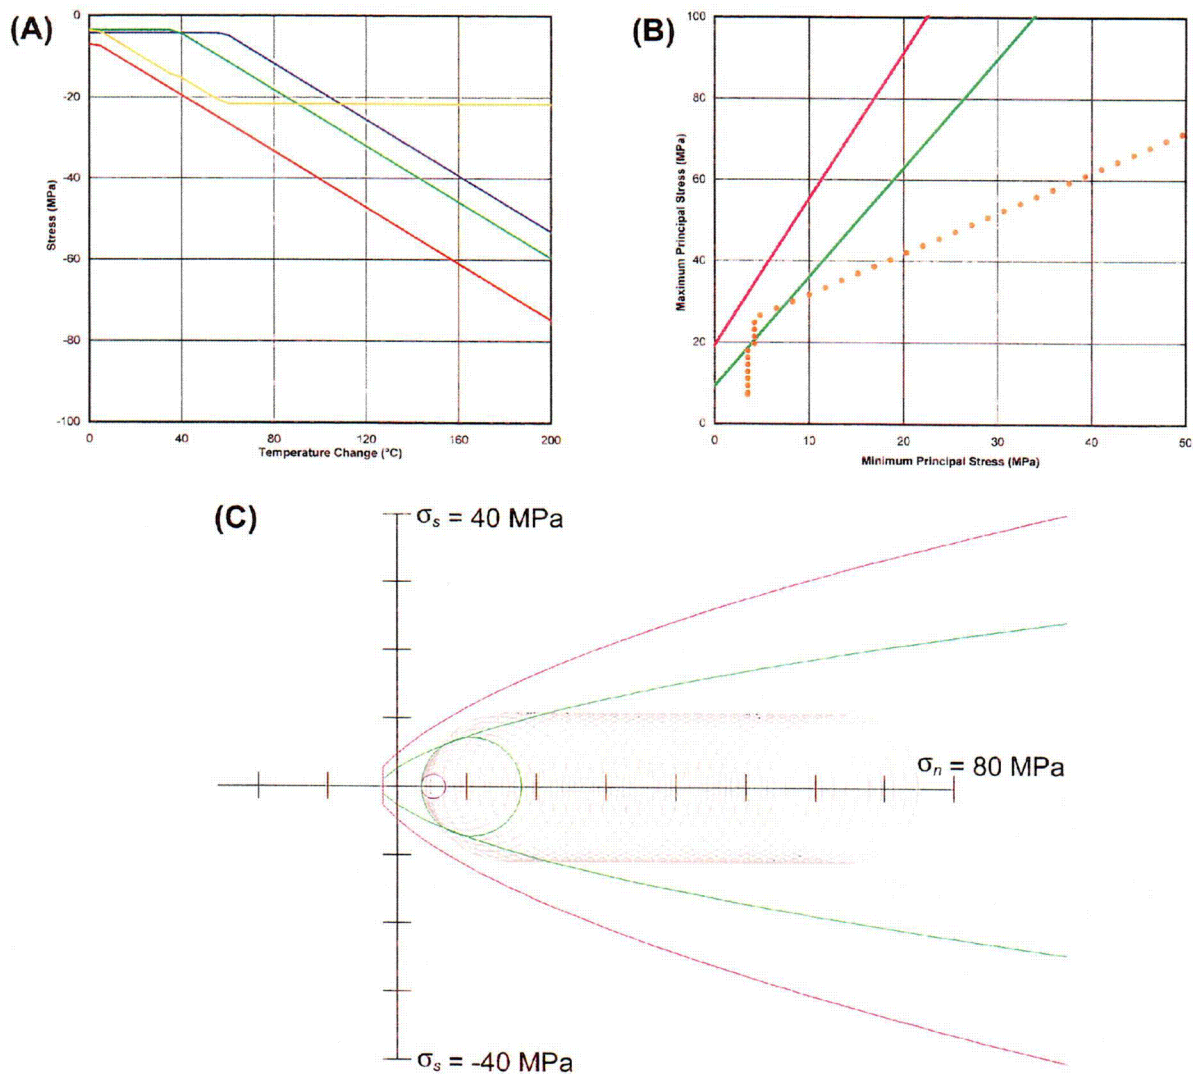 (A)
0
-20
-40
-60
-80
-100
Stress (MPa)
0 40 80 120 160 200
Temperature Change (°C)
(B)
100
80
60
40
20
0
Maximum Principal Stress (MPa)
0 10 20 30 40 50
Minimum Principal Stress (MPa)
(C)
σs = 40 MPa
σn = 80 MPa
σs = -40 MPa